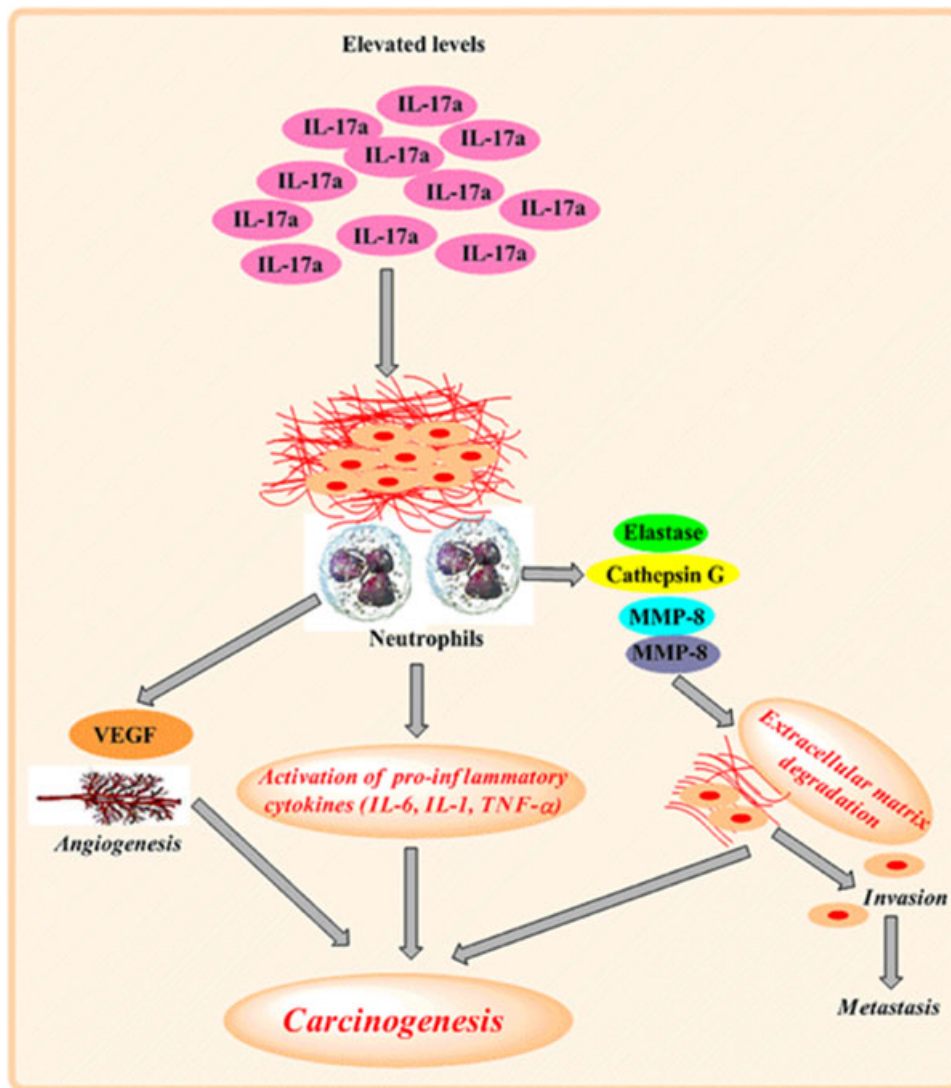 Elevated levels
IL-17a
IL-17a
IL-17a
IL-17a
IL-17a
IL-17a
IL-17a
IL-17a
IL-17a
IL-17a
IL-17a
Elastase
Cathepsin G
MMP-8
MMP-8
Neutrophils
VEGF
Angiogenesis
Activation of pro-inflammatory
cytokines (IL-6, IL-1, TNF-α)
Extracellular matrix
degradation
Invasion
Metastasis
Carcinogenesis